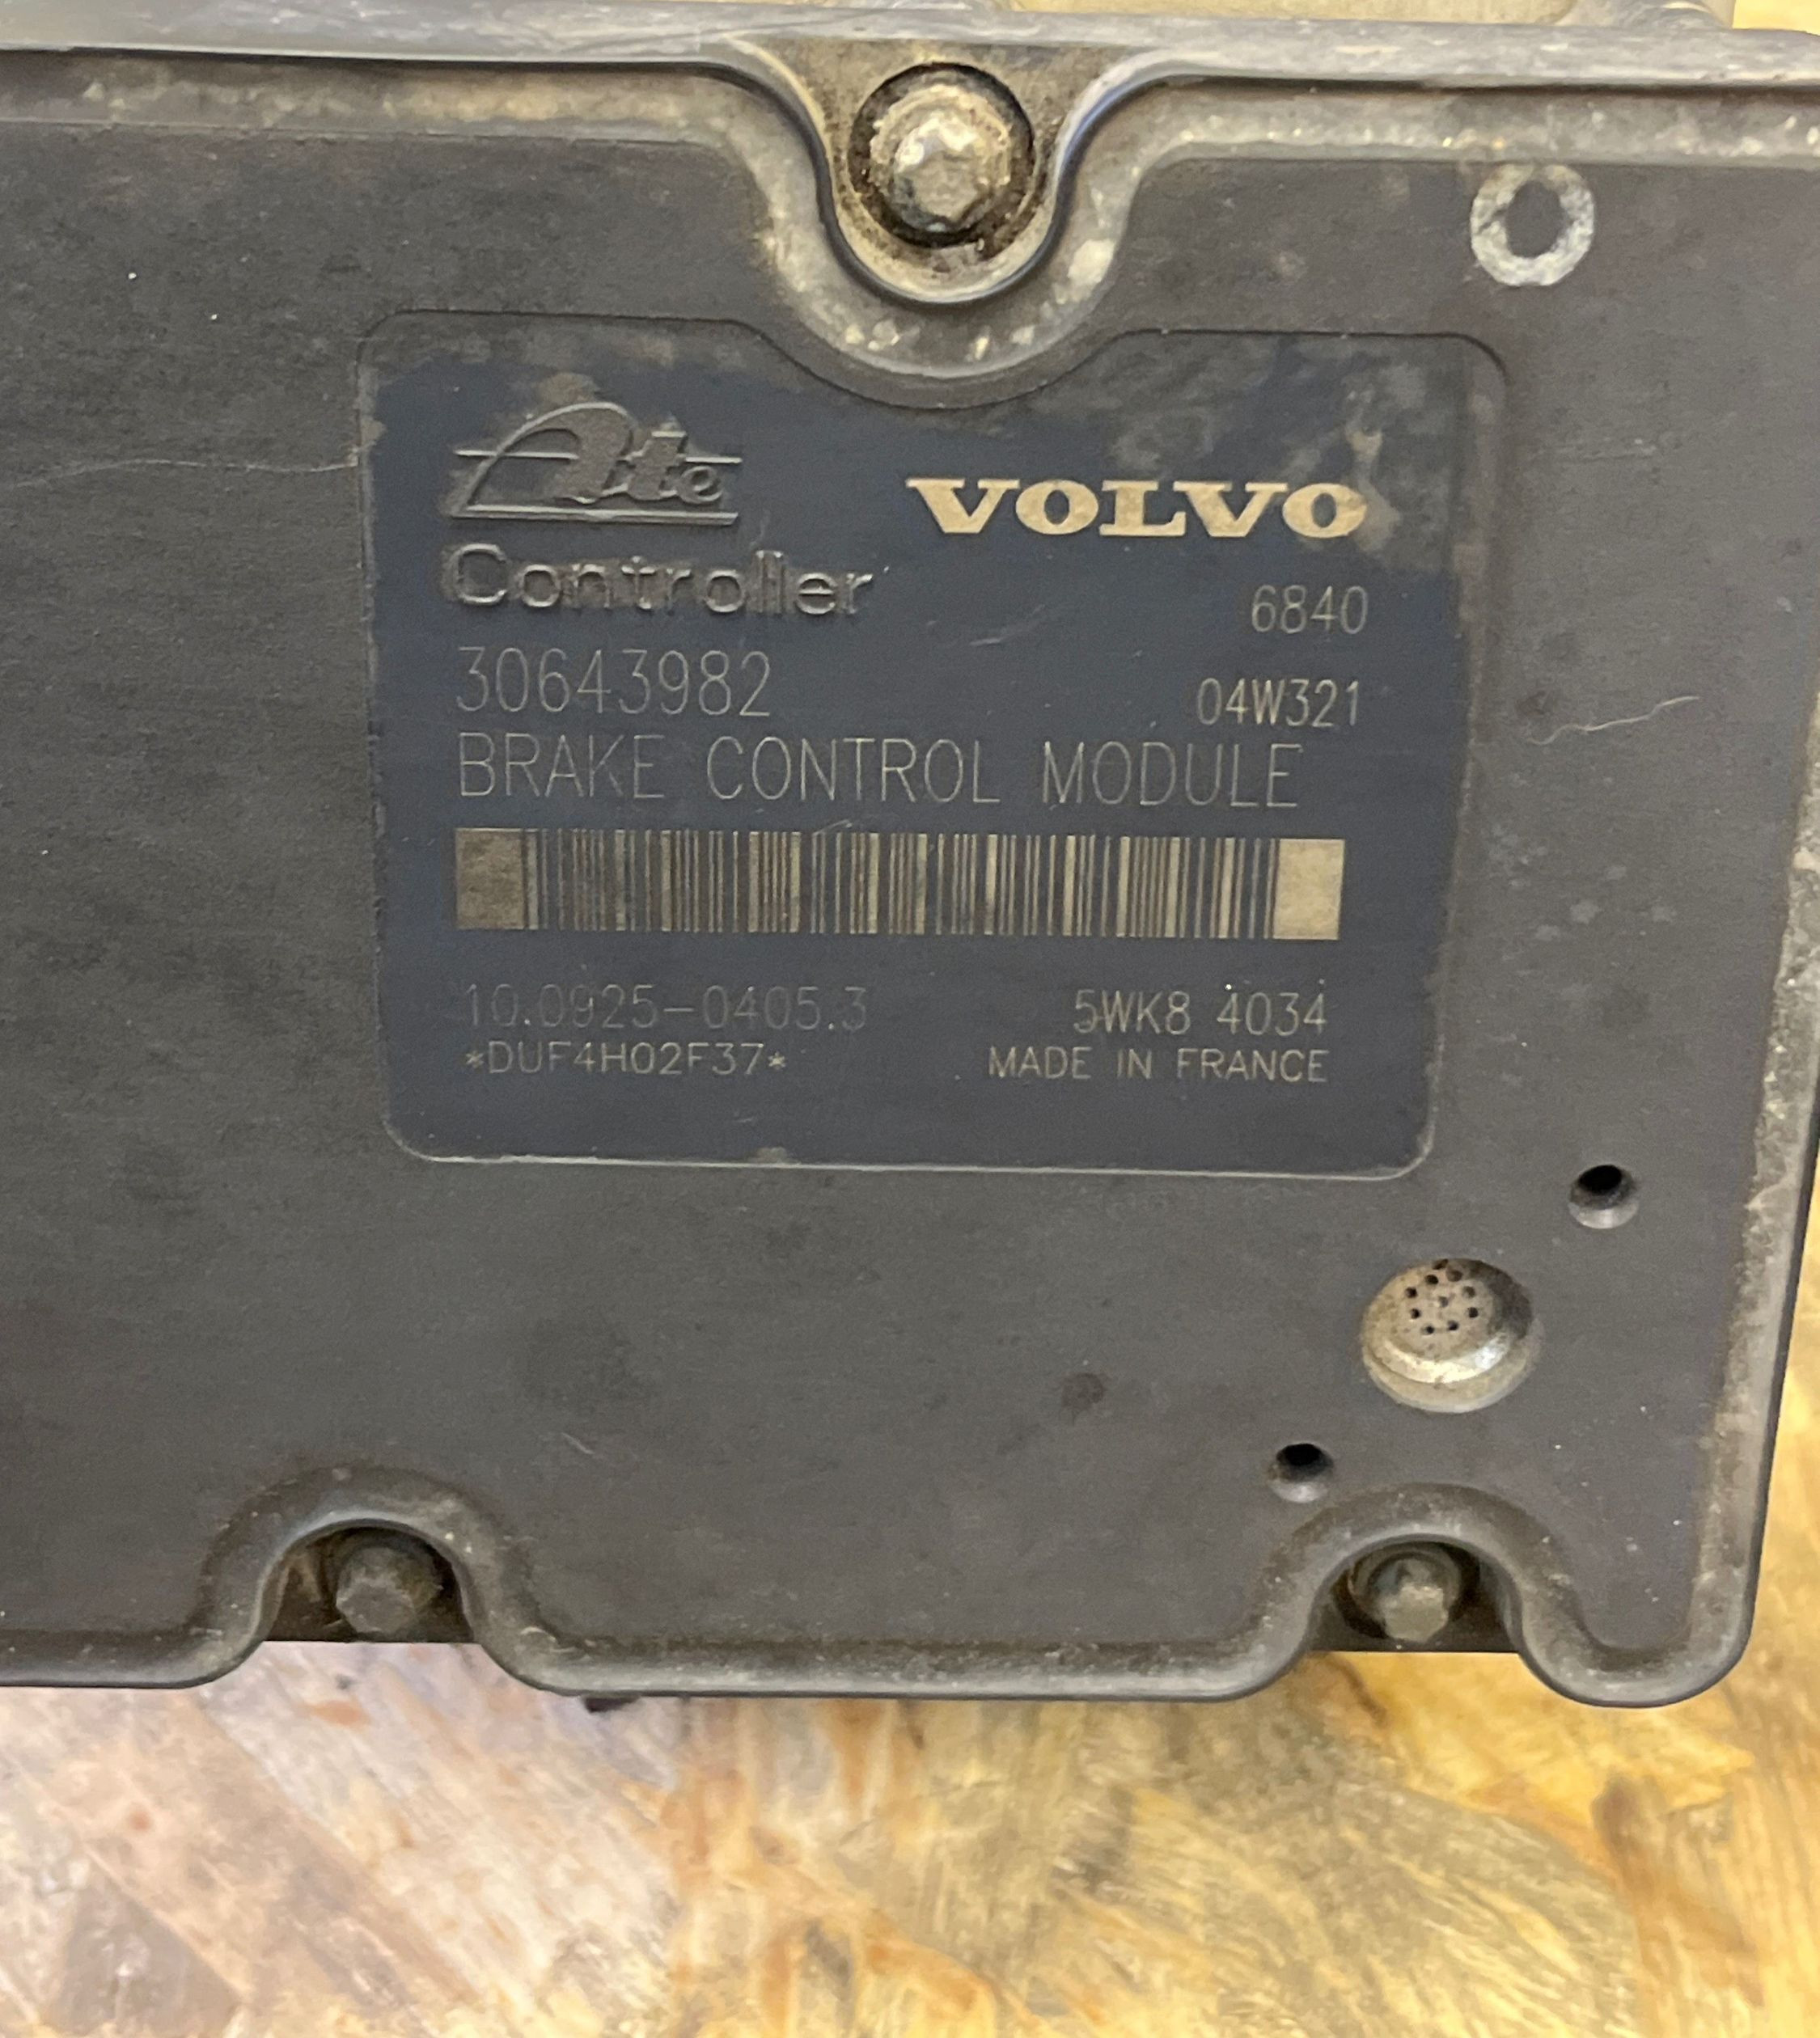 Ate
VOLVO
Controller
6840
30643982
04W321
BRAKE CONTROL MODULE
10.0925-0405.3
5WK8 4034
*DUF4H02F37*
MADE IN FRANCE